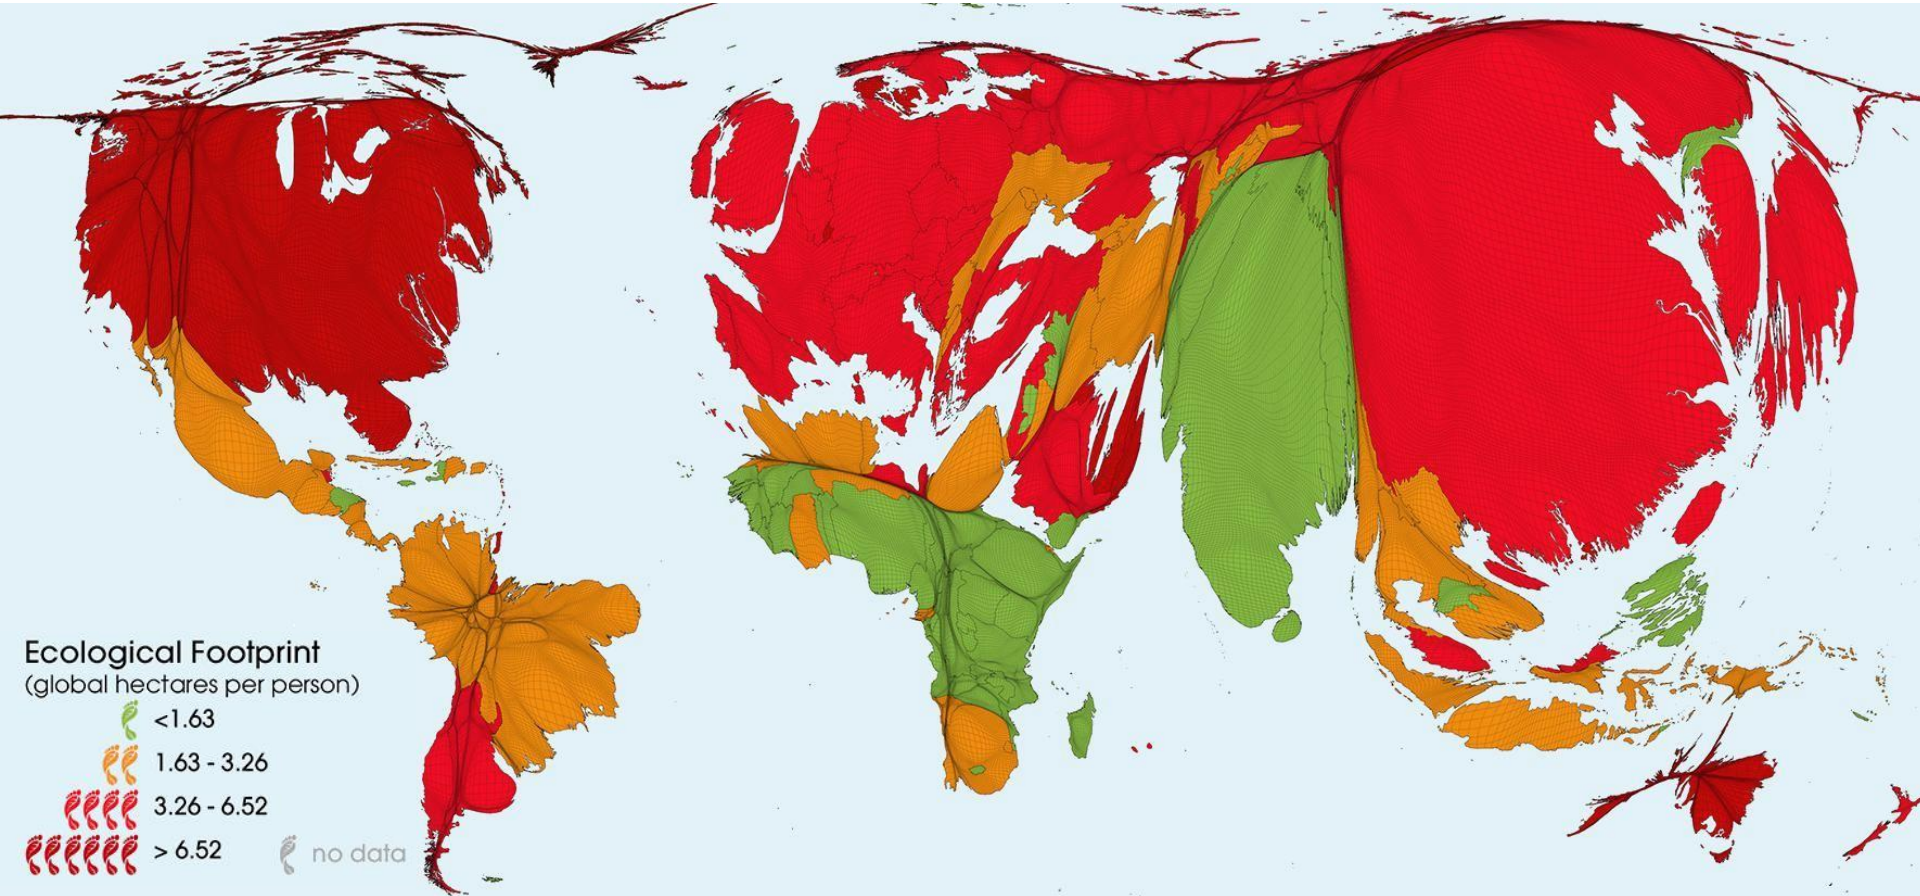 Ecological Footprint
(global hectares per person)
<1.63
1.63 - 3.26
3.26 - 6.52
> 6.52
no data